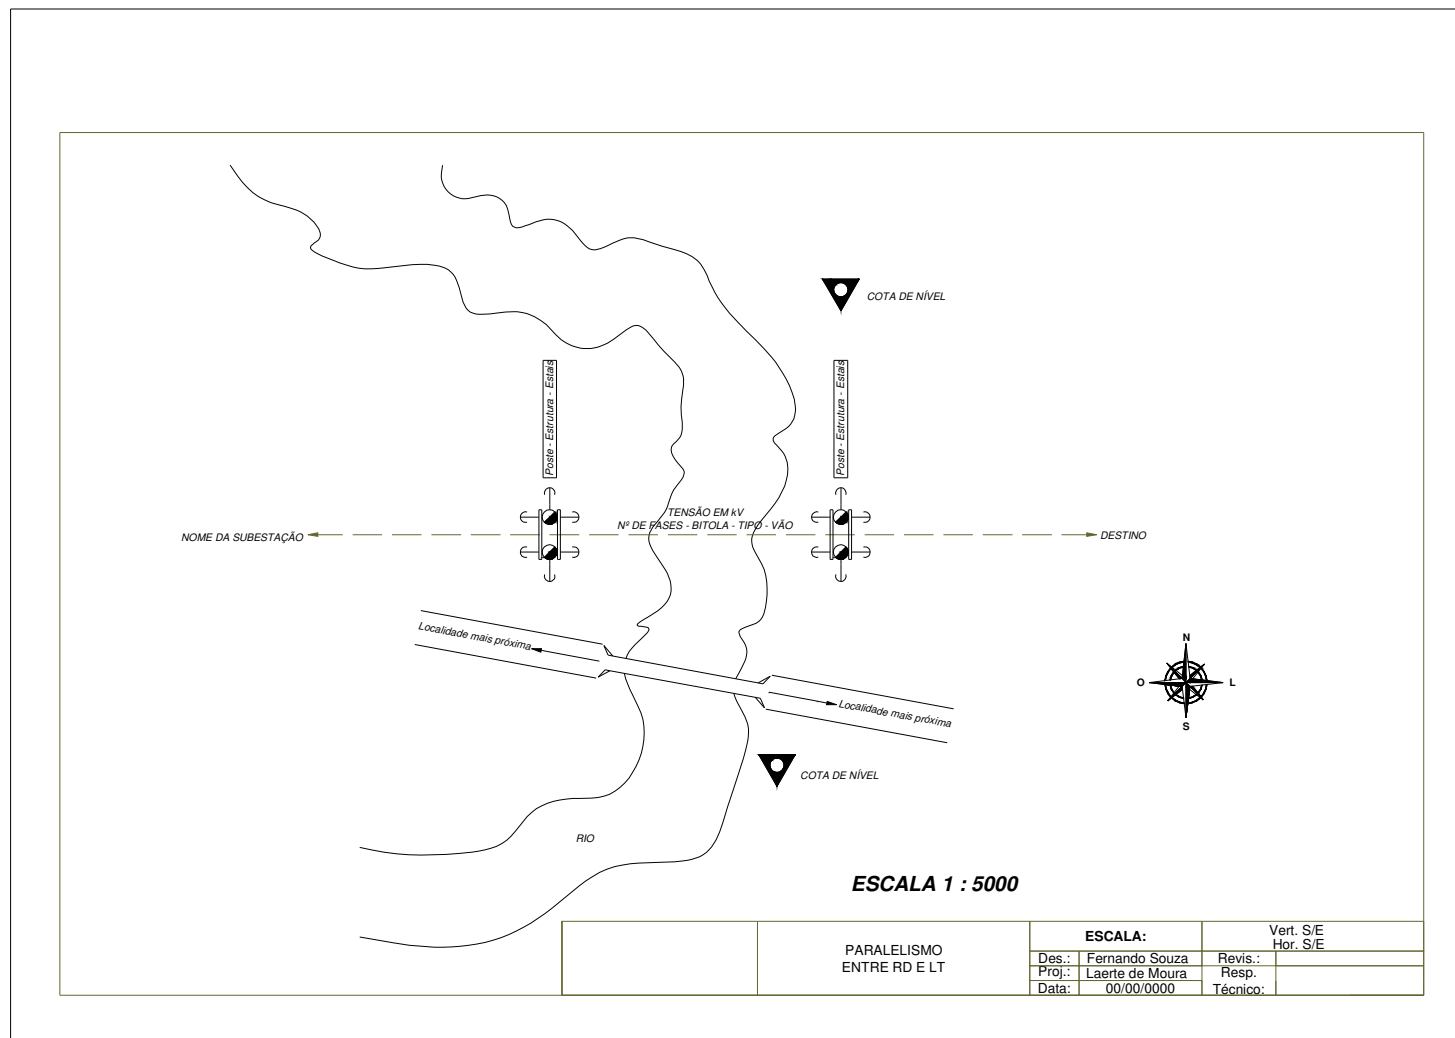 COTA DE NÍVEL
Poste - Estrutura - Estais
Poste - Estrutura - Estais
TENSÃO EM kV
Nº DE FASES - BITOLA - TIPO - VÃO
NOME DA SUBESTAÇÃO
DESTINO
Localidade mais próxima
N
O
L
S
Localidade mais próxima
COTA DE NÍVEL
RIO
ESCALA 1 : 5000
PARALELISMO
ENTRE RD E LT
ESCALA:
Vert. S/E
Hor. S/E
Des.: Fernando Souza Revis.:
Proj.: Laerte de Moura Resp.
Data: 00/00/0000 Técnico: